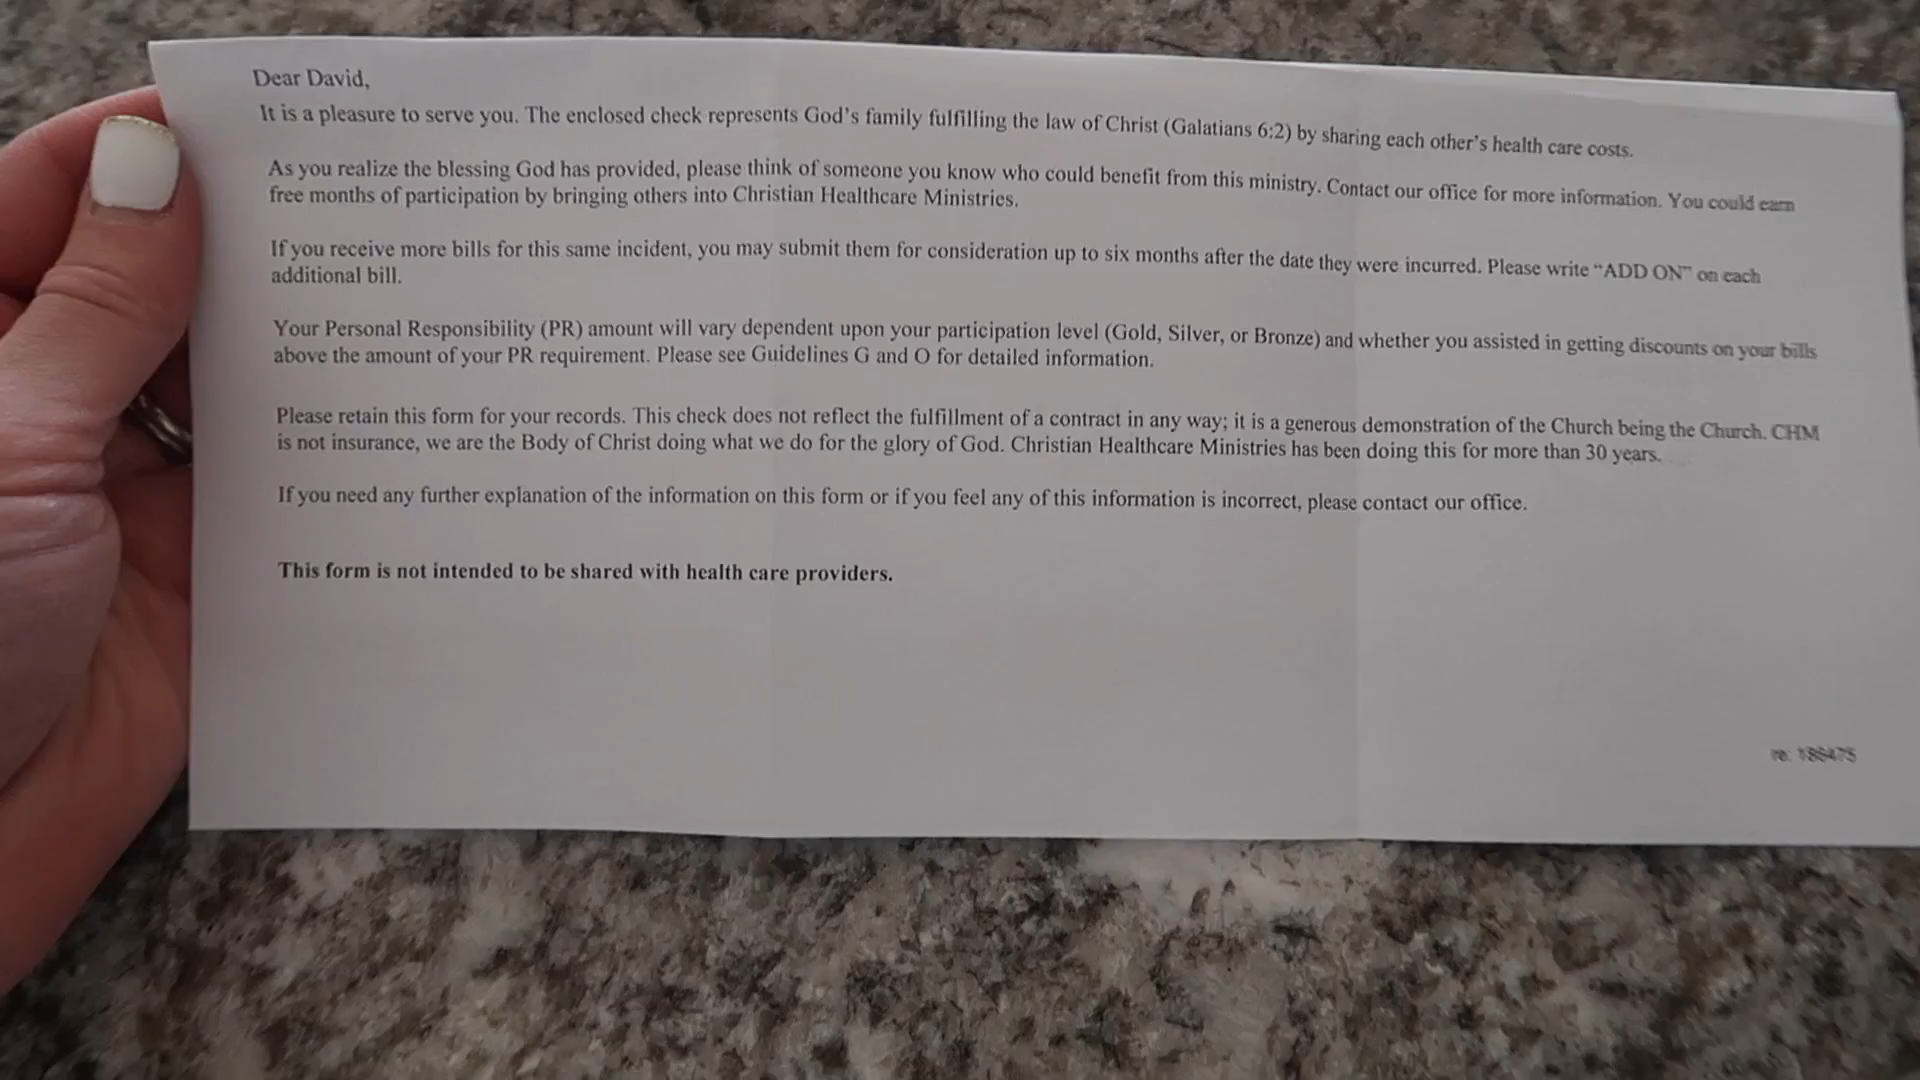 Dear David,
It is a pleasure to serve you. The enclosed check represents God's family fulfilling the law of Christ (Galatians 6:2) by sharing each other's health care costs.
As you realize the blessing God has provided, please think of someone you know who could benefit from this ministry. Contact our office for more information. You could earn
free months of participation by bringing others into Christian Healthcare Ministries.
If you receive more bills for this same incident, you may submit them for consideration up to six months after the date they were incurred. Please write “ADD ON” on each
additional bill.
Your Personal Responsibility (PR) amount will vary dependent upon your participation level (Gold, Silver, or Bronze) and whether you assisted in getting discounts on your bills
above the amount of your PR requirement. Please see Guidelines G and O for detailed information.
Please retain this form for your records. This check does not reflect the fulfillment of a contract in any way; it is a generous demonstration of the Church being the Church. CHM
is not insurance, we are the Body of Christ doing what we do for the glory of God. Christian Healthcare Ministries has been doing this for more than 30 years.
If you need any further explanation of the information on this form or if you feel any of this information is incorrect, please contact our office.
This form is not intended to be shared with health care providers.
re: